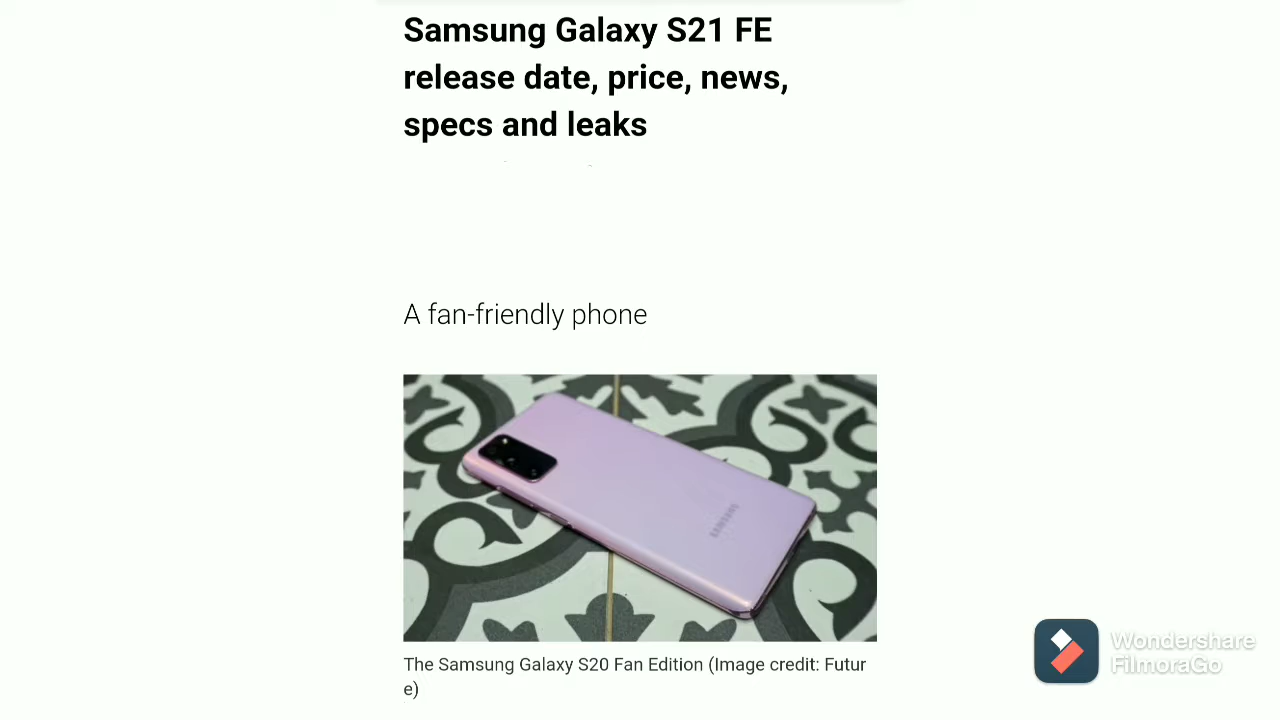 Samsung Galaxy S21 FE
release date, price, news,
specs and leaks
A fan-friendly phone
SAMSUNG
The Samsung Galaxy S20 Fan Edition (Image credit: Futur
e)
Wondershare
FilmoraGo